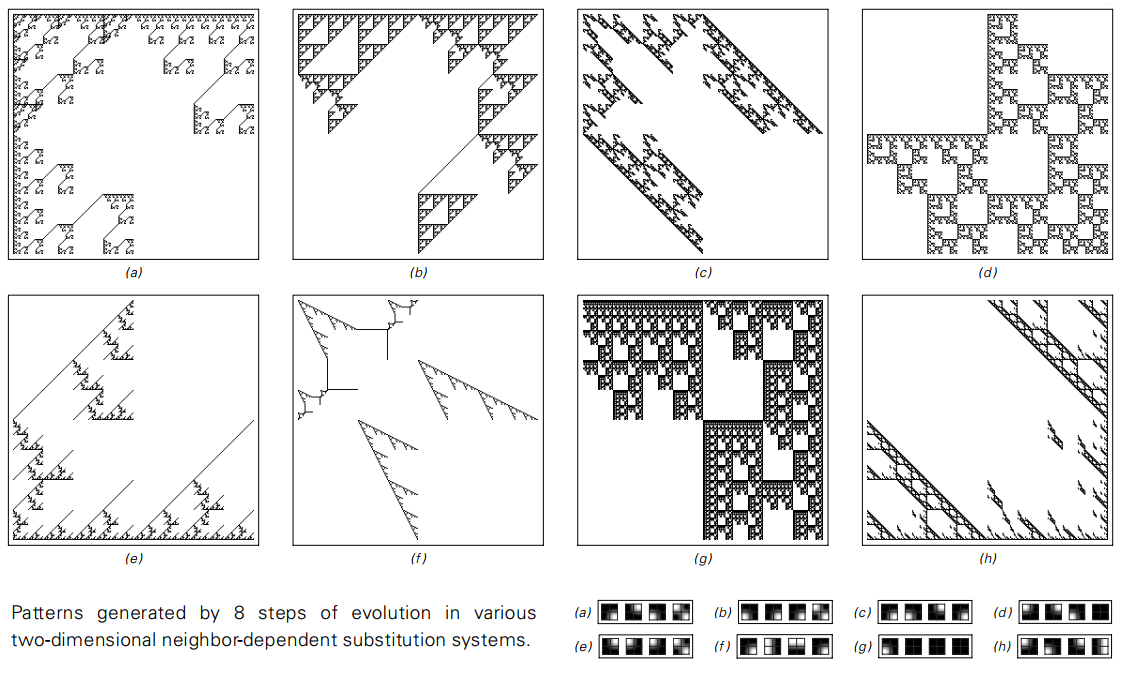 (a)
(b)
(c)
(d)
(e)
(f)
(g)
(h)
Patterns generated by 8 steps of evolution in various
two-dimensional neighbor-dependent substitution systems.
(a) (b) (c) (d)
(e) (f) (g) (h)